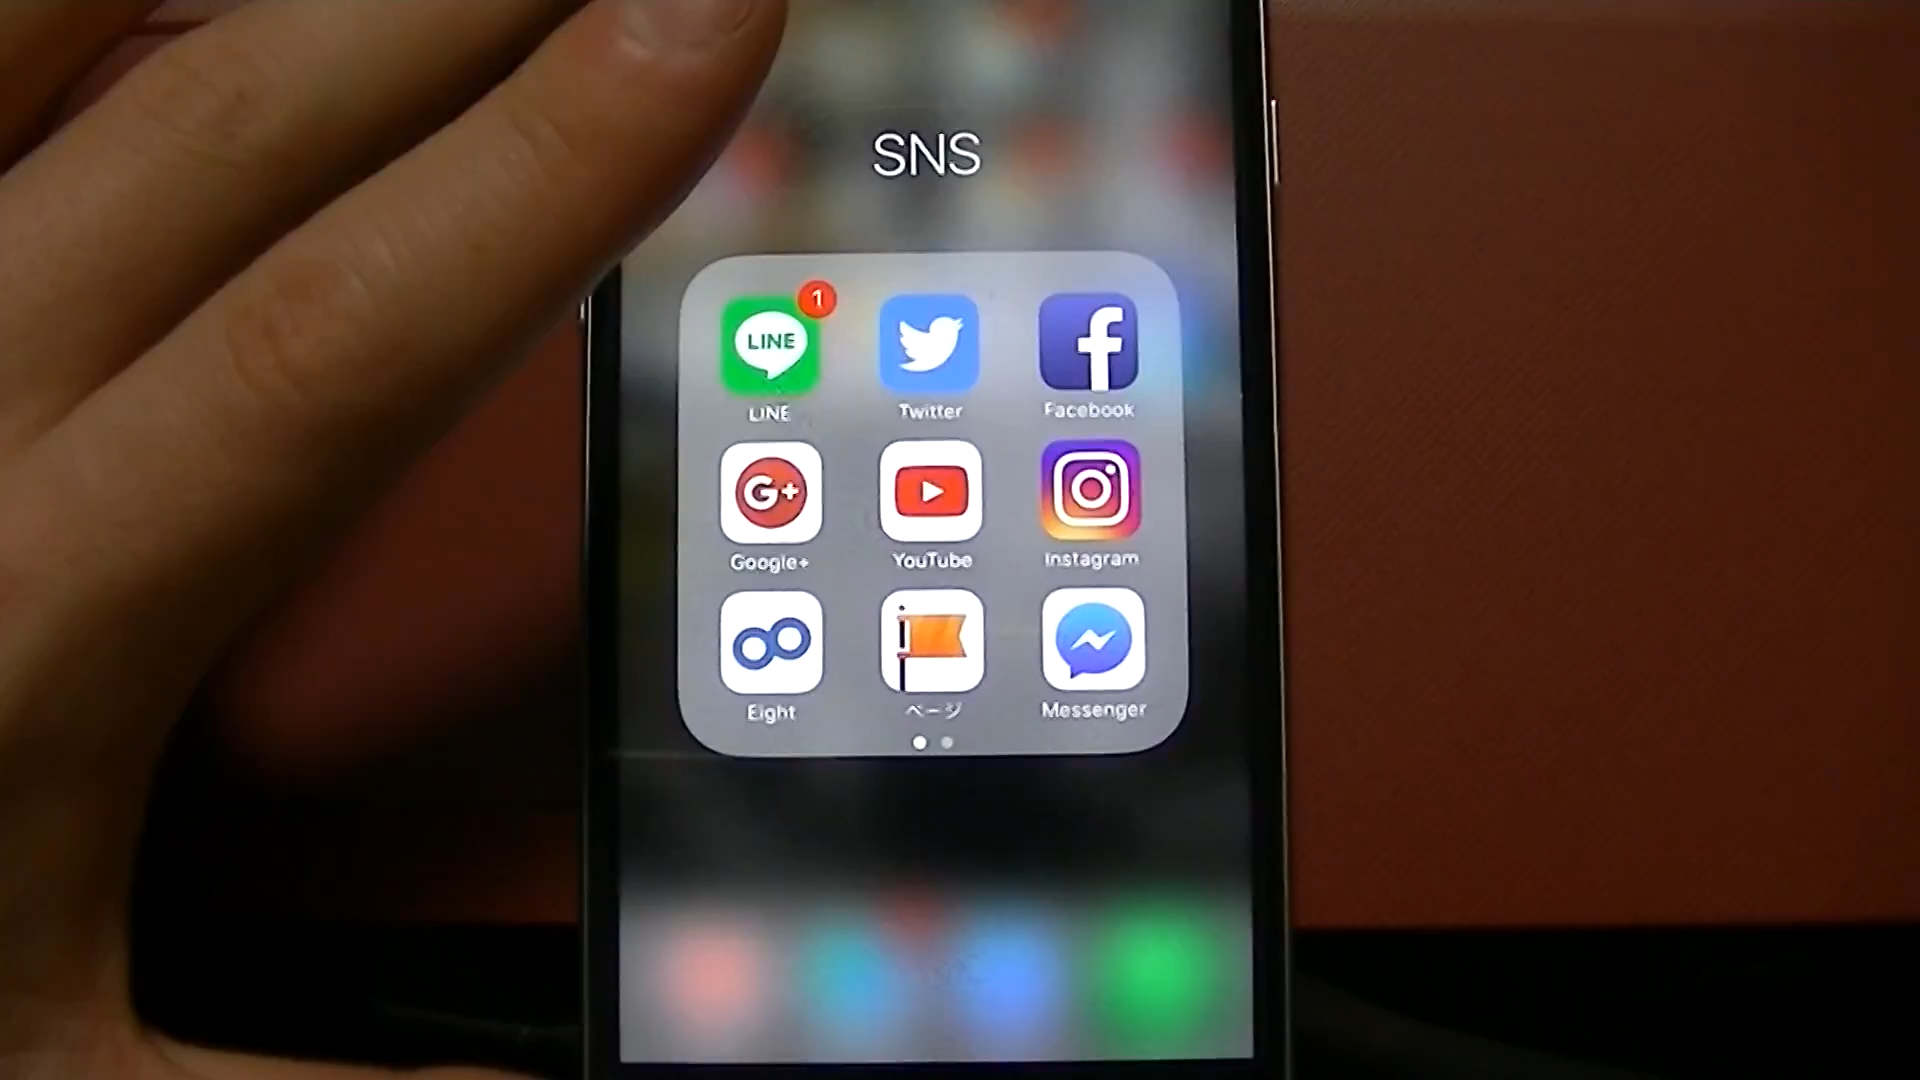 SNS
1
LINE
LINE
Twitter
Facebook
G+
Google+
YouTube
Instagram
Eight
ページ
Messenger